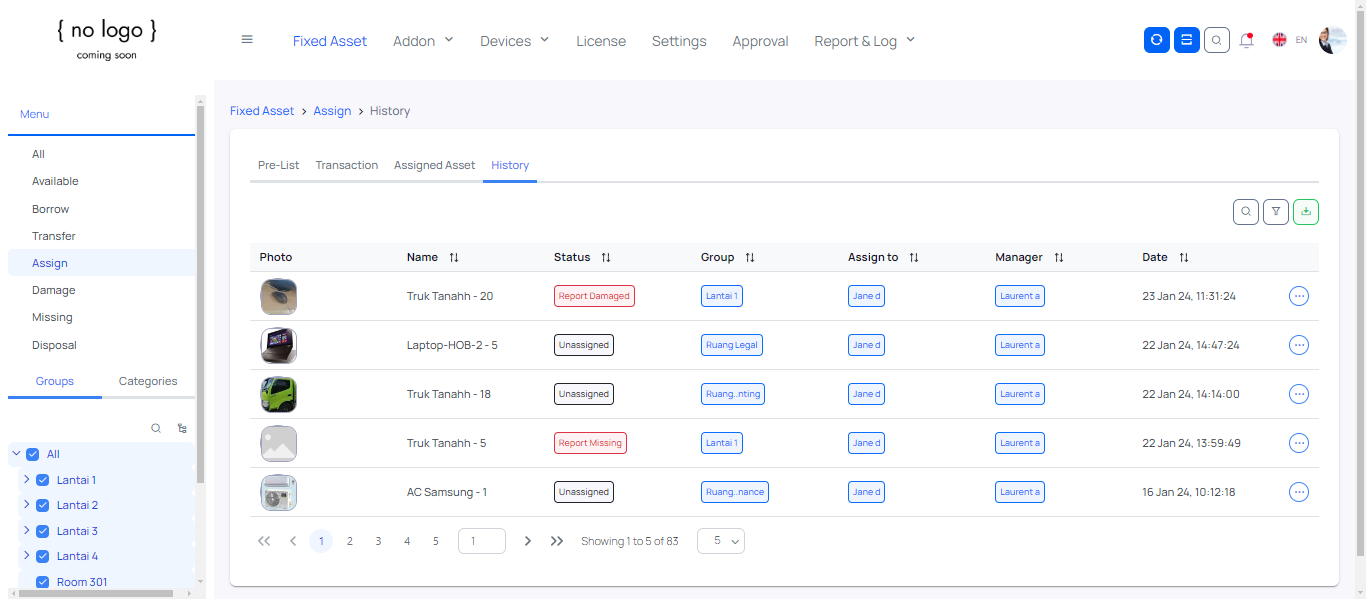 { no logo }
coming soon
Fixed Asset Addon Devices License Settings Approval Report & Log EN
Menu
All
Available
Borrow
Transfer
Assign
Damage
Missing
Disposal
Groups Categories
All
Lantai 1
Lantai 2
Lantai 3
Lantai 4
Room 301
Fixed Asset > Assign > History
Pre-List Transaction Assigned Asset History
Photo Name Status Group Assign to Manager Date
Truk Tanahh - 20 Report Damaged Lantai 1 Jane d Laurent a 23 Jan 24, 11:31:24
Laptop-HOB-2 - 5 Unassigned Ruang Legal Jane d Laurent a 22 Jan 24, 14:47:24
Truk Tanahh - 18 Unassigned Ruang..nting Jane d Laurent a 22 Jan 24, 14:14:00
Truk Tanahh - 5 Report Missing Lantai 1 Jane d Laurent a 22 Jan 24, 13:59:49
AC Samsung - 1 Unassigned Ruang..nance Jane d Laurent a 16 Jan 24, 10:12:18
1 2 3 4 5 1 Showing 1 to 5 of 83 5